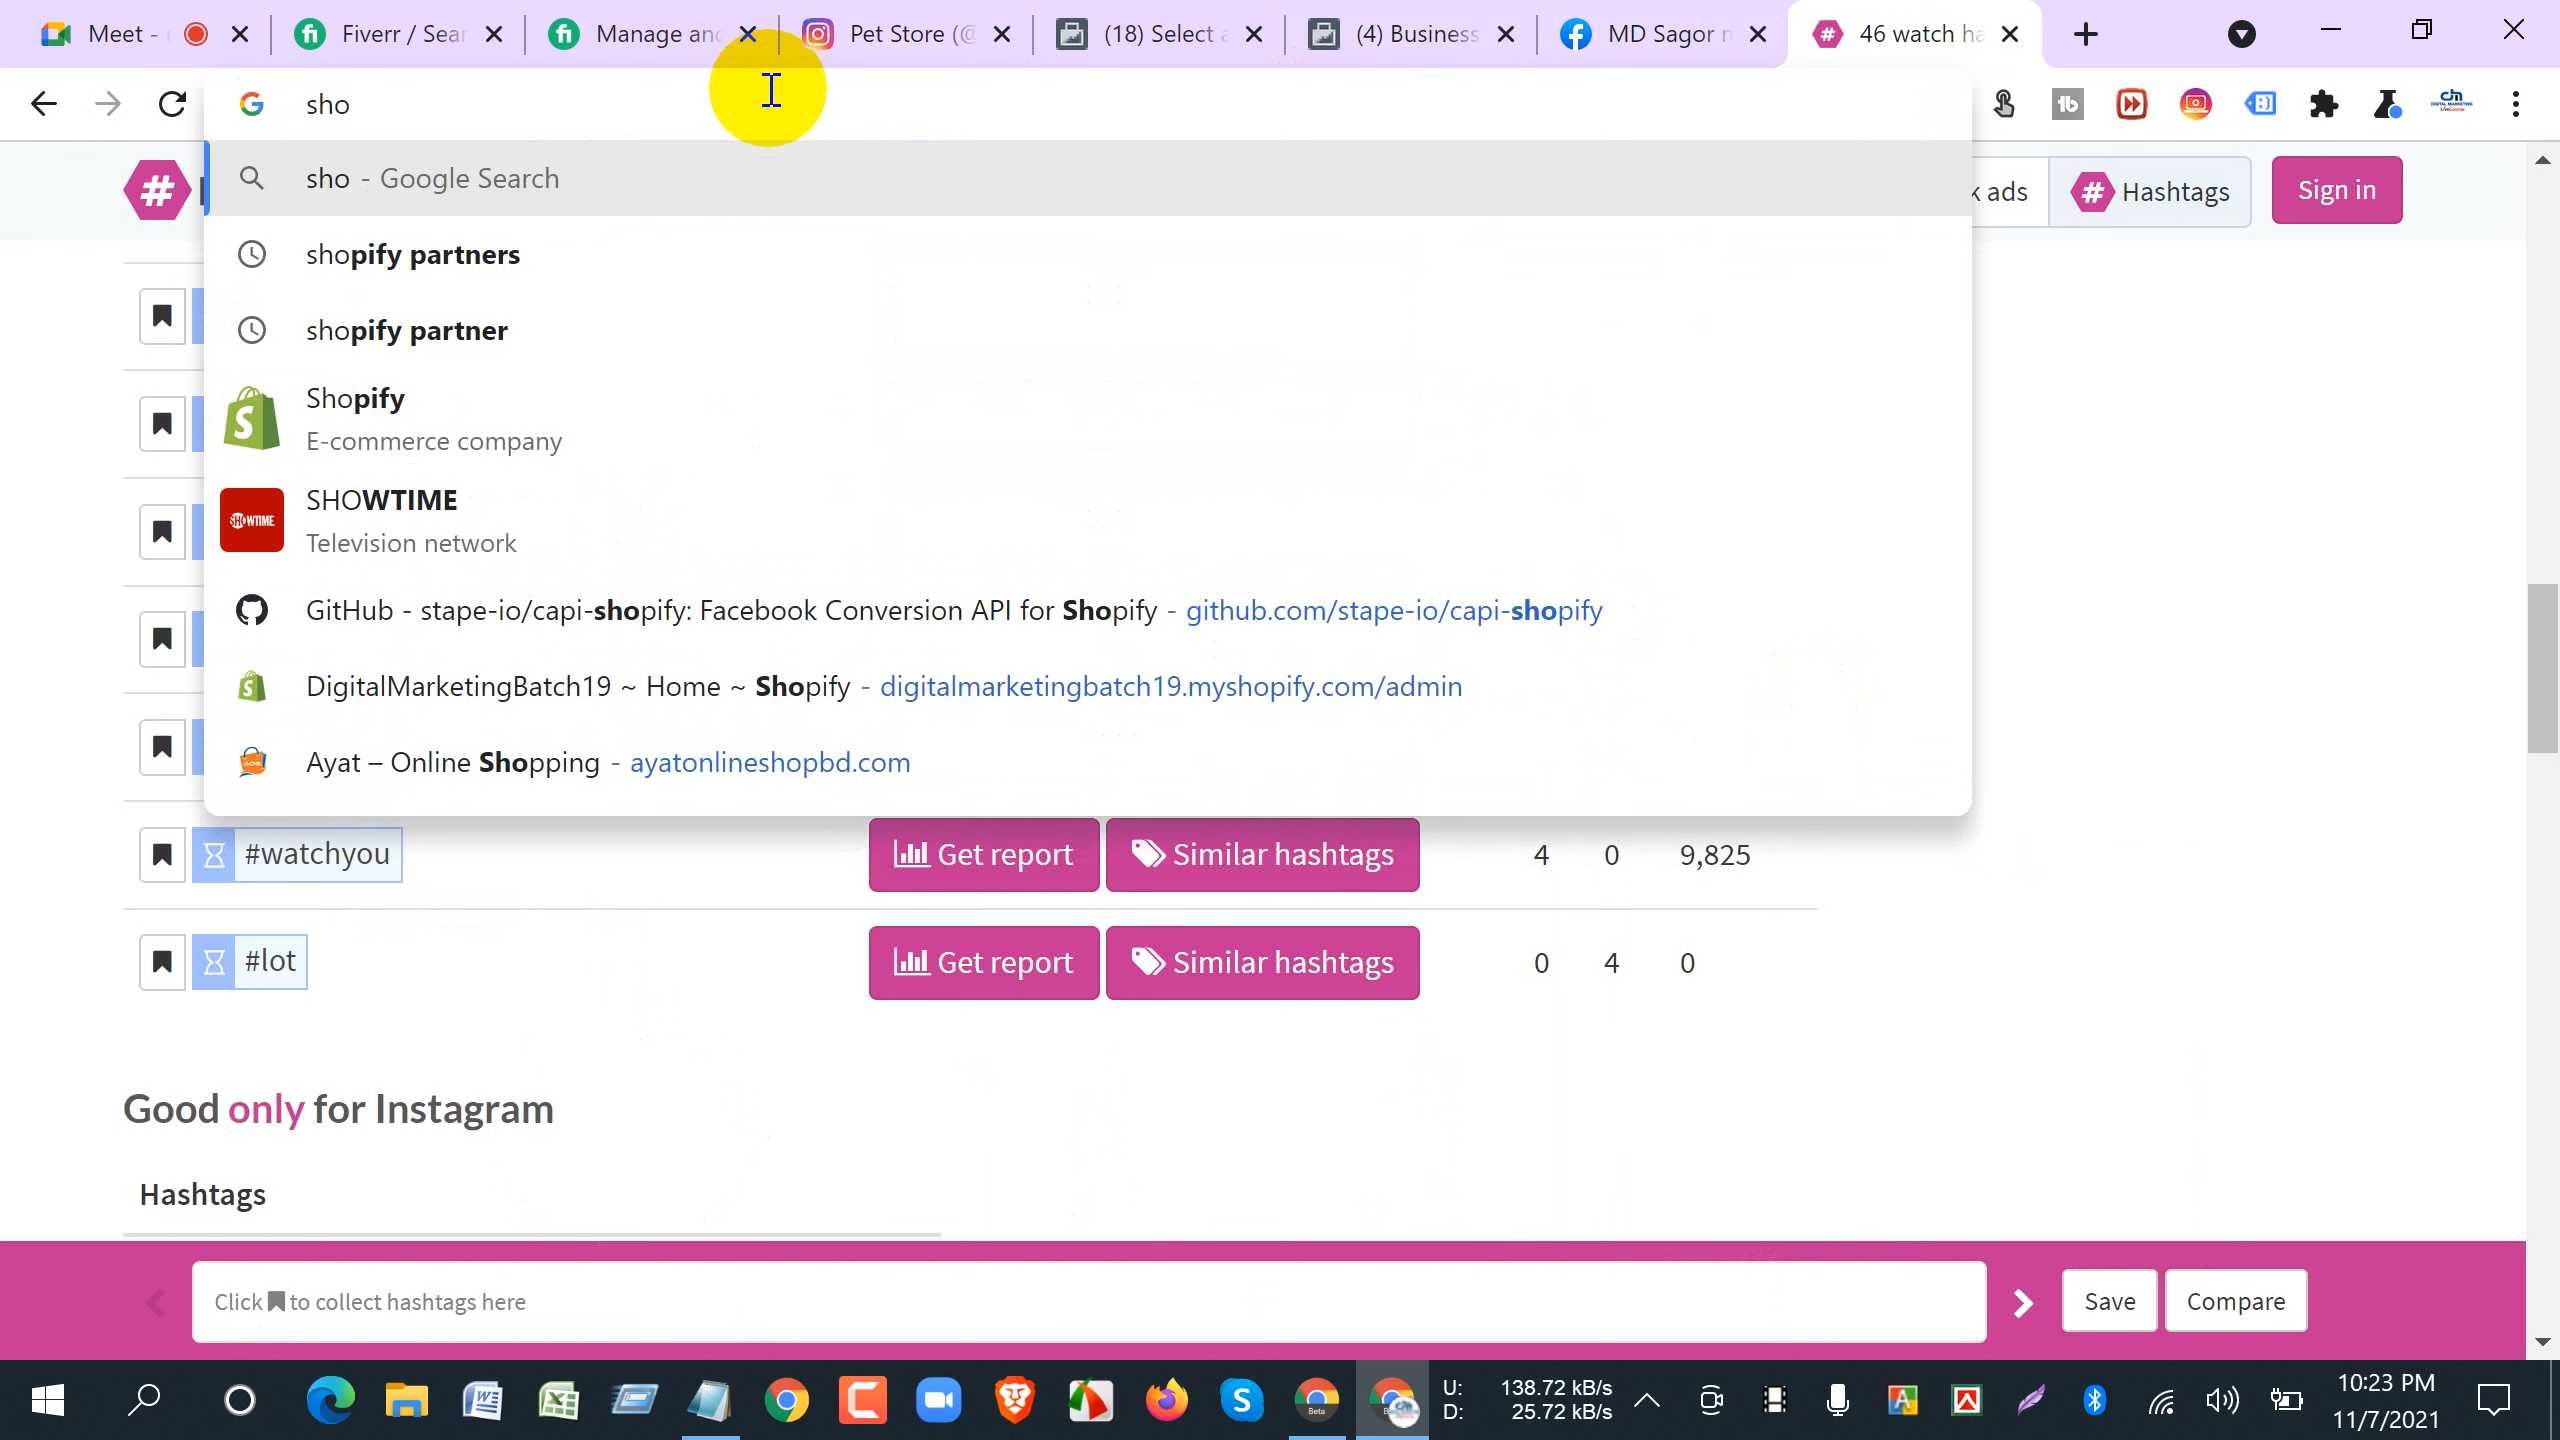 Meet -
Fiverr / Sear
Manage and
Pet Store (@
(18) Select a
(4) Business
MD Sagor
46 watch ha
sho
sho - Google Search
shopify partners
shopify partner
Shopify
E-commerce company
SHOWTIME
SHOWTIME
Television network
GitHub - stape-io/capi-shopify: Facebook Conversion API for Shopify - github.com/stape-io/capi-shopify
DigitalMarketingBatch19 ~ Home ~ Shopify - digitalmarketingbatch19.myshopify.com/admin
Ayat – Online Shopping - ayatonlineshopbd.com
ads
# Hashtags
Sign in
#watchyou
Get report
Similar hashtags
4 0 9,825
#lot
Get report
Similar hashtags
0 4 0
Good only for Instagram
Hashtags
Click to collect hashtags here
Save
Compare
U: 138.72 kB/s
D: 25.72 kB/s
10:23 PM
11/7/2021